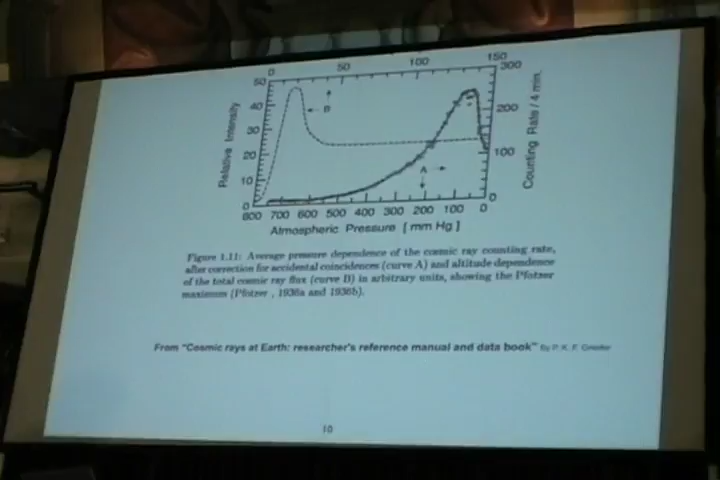 0 50 100 150
50 300
40 200
30
20 100
10
0 0
B
A
Relative Intensity
Counting Rate / 4 min.
800 700 600 500 400 300 200 100 0
Atmospheric Pressure [ mm Hg ]
Figure 1.11: Average pressure dependence of the cosmic ray counting rate,
after correction for accidental coincidences (curve A) and altitude dependence
of the total cosmic ray flux (curve B) in arbitrary units, showing the Pfotzer
maximum (Pfotzer , 1936a and 1936b).
From "Cosmic rays at Earth: researcher's reference manual and data book" By P. K. F. Grieder
10